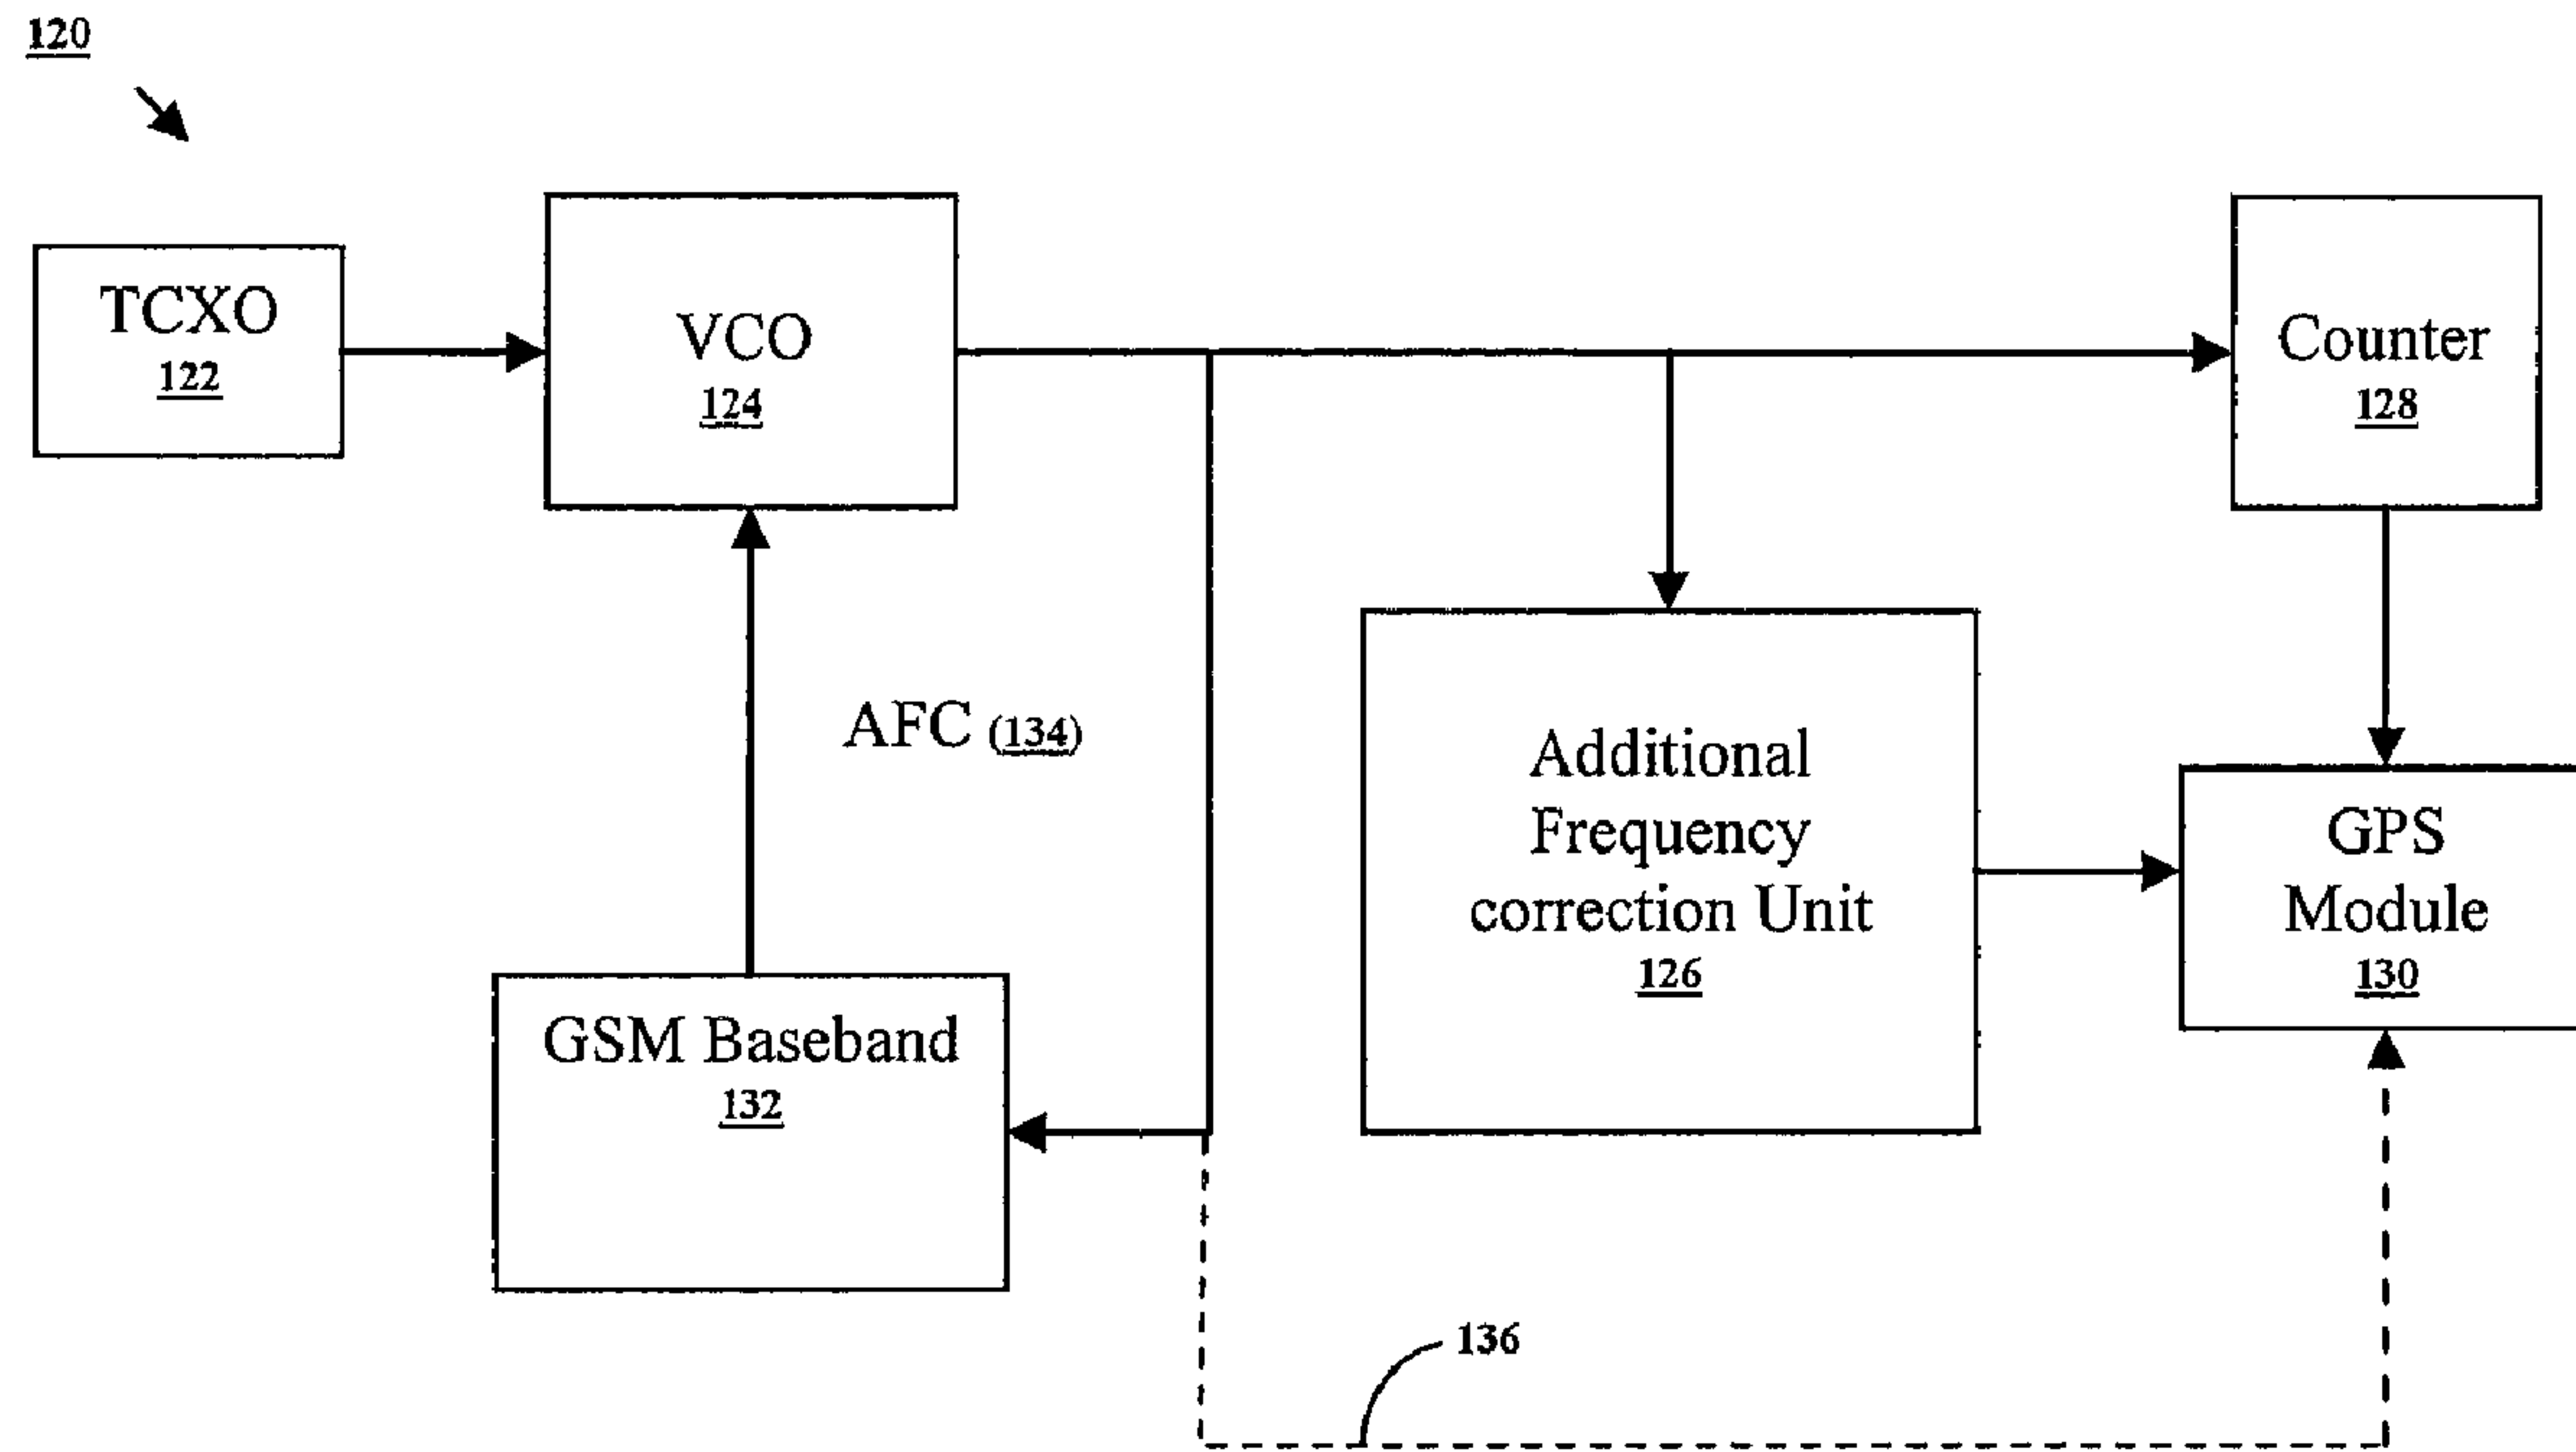 120
TCXO
122
VCO
124
Counter
128
AFC (134)
Additional
Frequency
correction Unit
126
GPS
Module
130
GSM Baseband
132
136